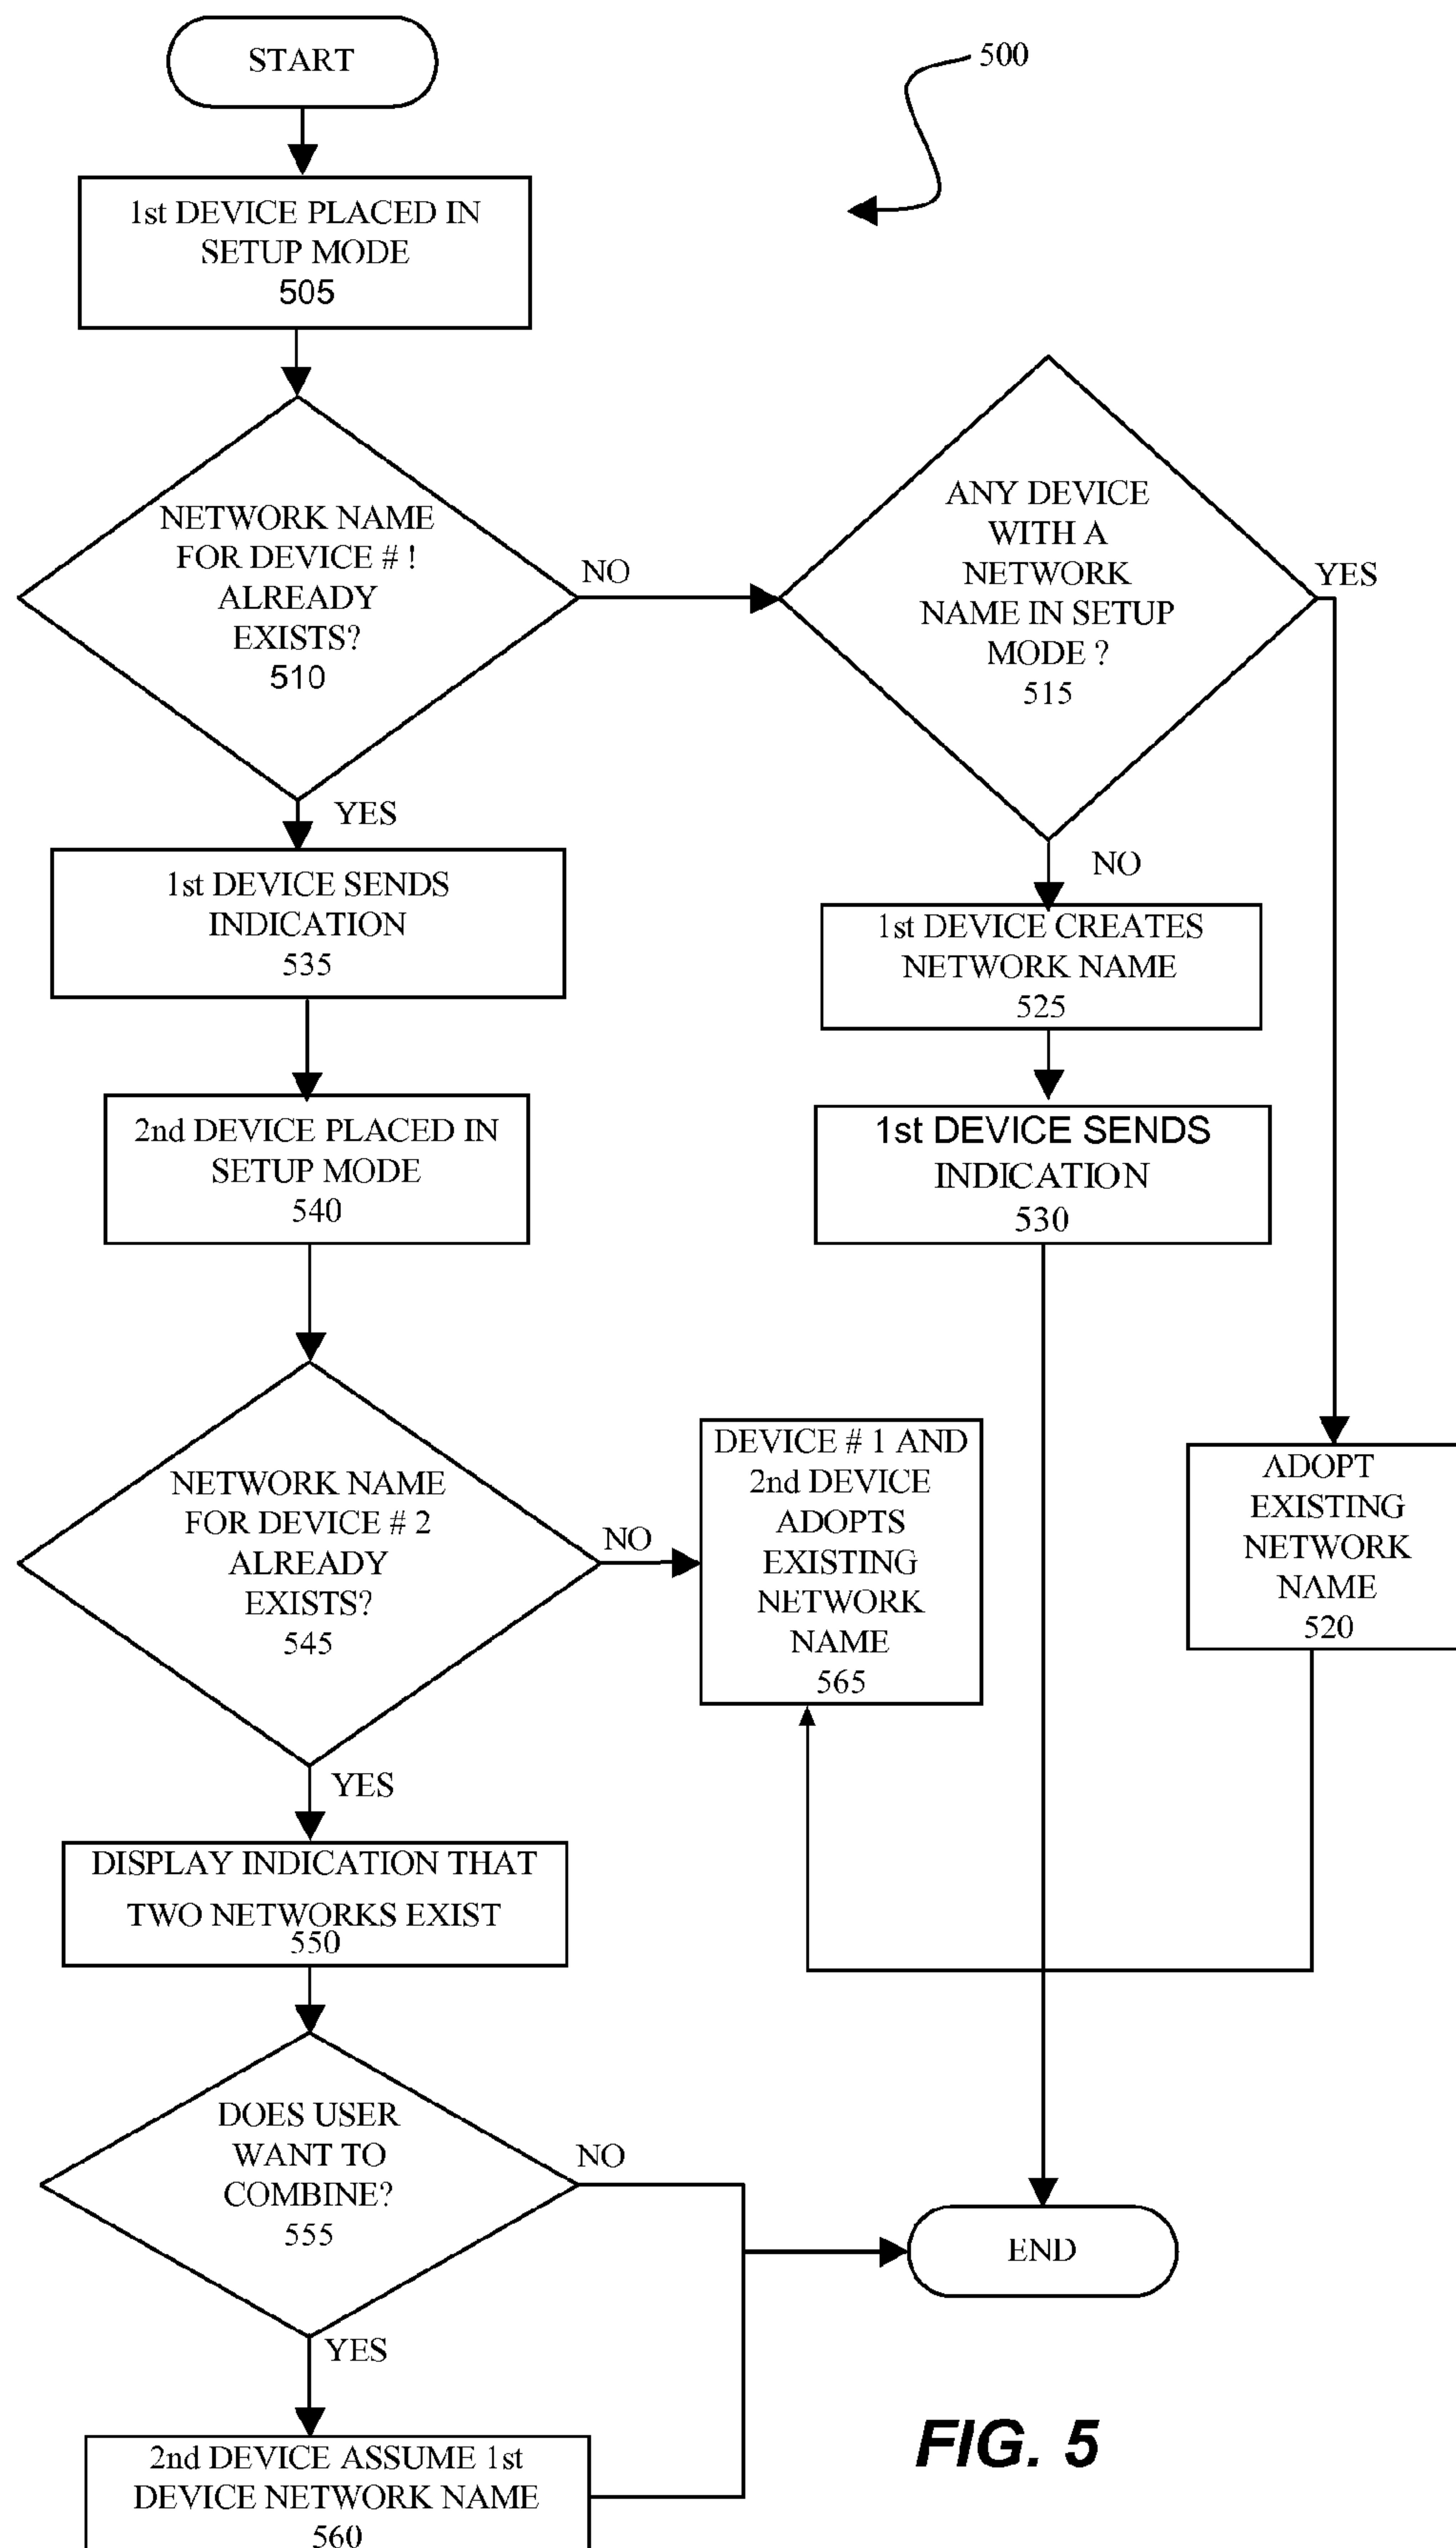 START
500
1st DEVICE PLACED IN
SETUP MODE
505
NETWORK NAME
FOR DEVICE # !
ALREADY
EXISTS?
510
NO
ANY DEVICE
WITH A
NETWORK
NAME IN SETUP
MODE ?
515
YES
YES
NO
1st DEVICE SENDS
INDICATION
535
1st DEVICE CREATES
NETWORK NAME
525
2nd DEVICE PLACED IN
SETUP MODE
540
1st DEVICE SENDS
INDICATION
530
NETWORK NAME
FOR DEVICE # 2
ALREADY
EXISTS?
545
NO
DEVICE # 1 AND
2nd DEVICE
ADOPTS
EXISTING
NETWORK
NAME
565
ADOPT
EXISTING
NETWORK
NAME
520
YES
DISPLAY INDICATION THAT
TWO NETWORKS EXIST
550
DOES USER
WANT TO
COMBINE?
555
NO
END
YES
2nd DEVICE ASSUME 1st
DEVICE NETWORK NAME
560
FIG. 5